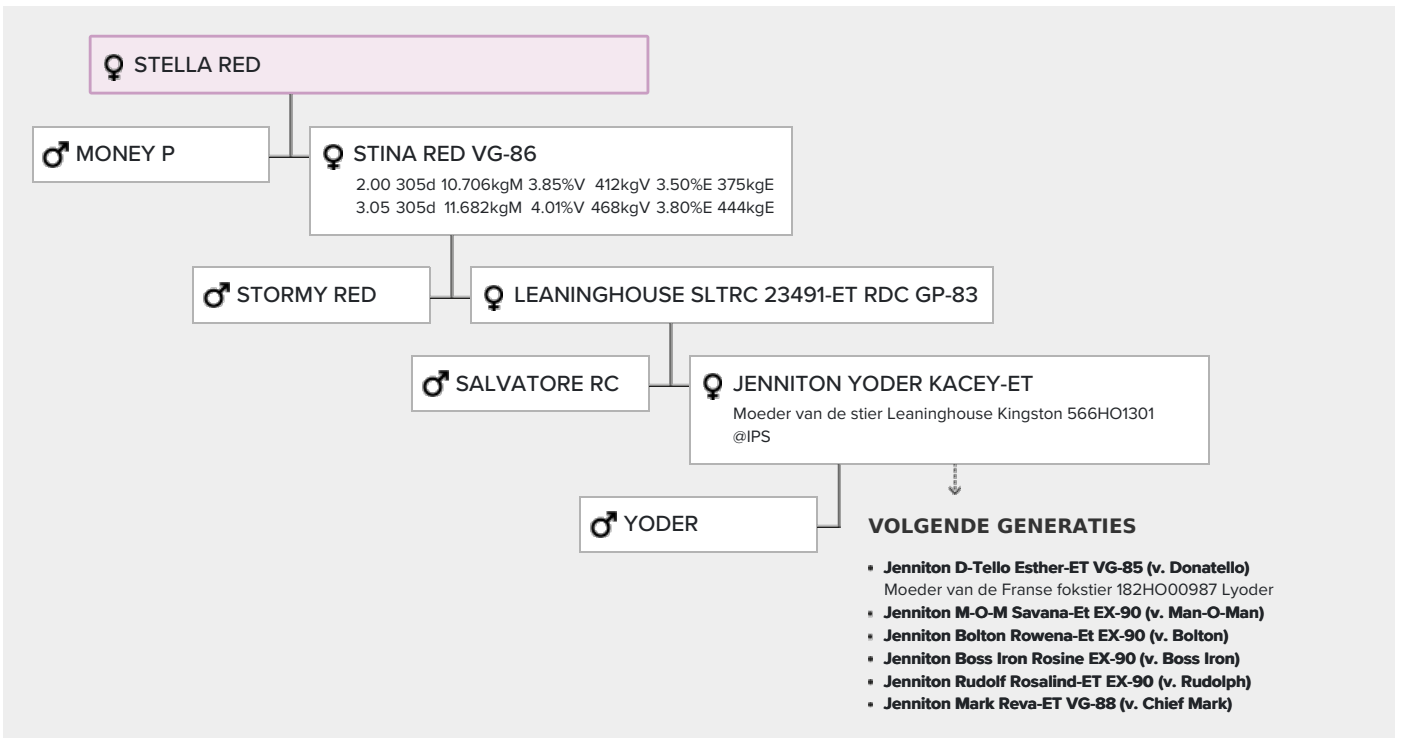 STELLA RED
MONEY P
STINA RED VG-86
2.00 305d 10.706kgM 3.85%V 412kgV 3.50%E 375kgE
3.05 305d 11.682kgM 4.01%V 468kgV 3.80%E 444kgE
STORMY RED
LEANINGHOUSE SLTRC 23491-ET RDC GP-83
SALVATORE RC
JENNITON YODER KACEY-ET
Moeder van de stier Leaninghouse Kingston 566HO1301
@IPS
YODER
VOLGENDE GENERATIES
Jenniton D-Tello Esther-ET VG-85 (v. Donatello)
Moeder van de Franse fokstier 182HO00987 Lyoder
Jenniton M-O-M Savana-Et EX-90 (v. Man-O-Man)
Jenniton Bolton Rowena-Et EX-90 (v. Bolton)
Jenniton Boss Iron Rosine EX-90 (v. Boss Iron)
Jenniton Rudolf Rosalind-ET EX-90 (v. Rudolph)
Jenniton Mark Reva-ET VG-88 (v. Chief Mark)